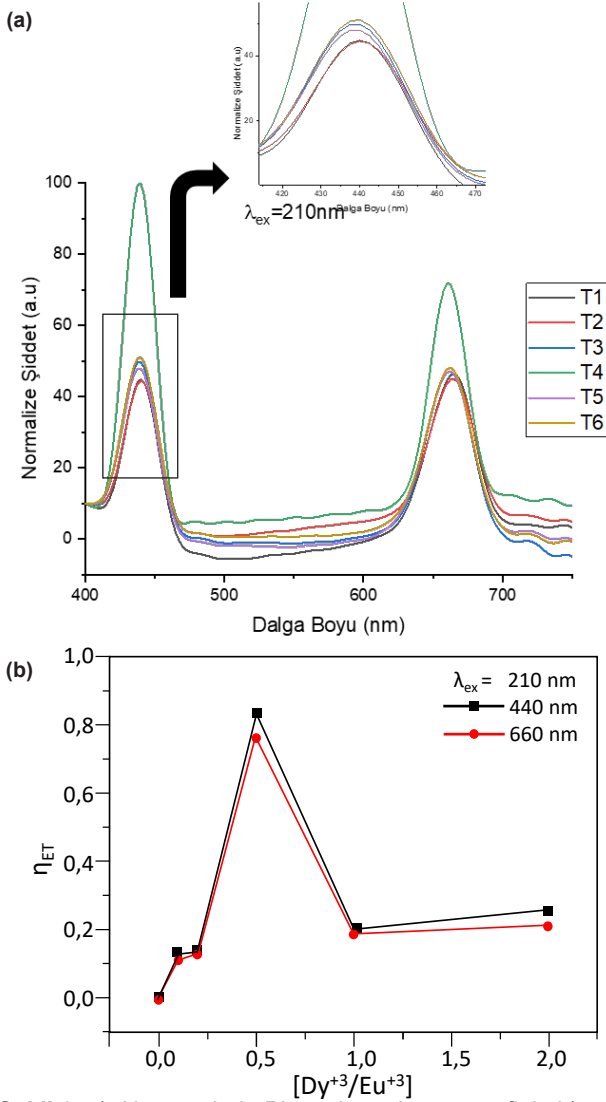 (a)
Normalize Şiddet (a.u)
40
20
420 430 440 450 460 470
Dalga Boyu (nm)
λex=210nm
Normalize Şiddet (a.u)
100
80
60
40
20
0
400 500 600 700
Dalga Boyu (nm)
T1
T2
T3
T4
T5
T6
(b)
ηET
1,0
0,8
0,6
0,4
0,2
0,0
λex = 210 nm
440 nm
660 nm
0,0 0,5 1,0 1,5 2,0
[Dy+3/Eu+3]